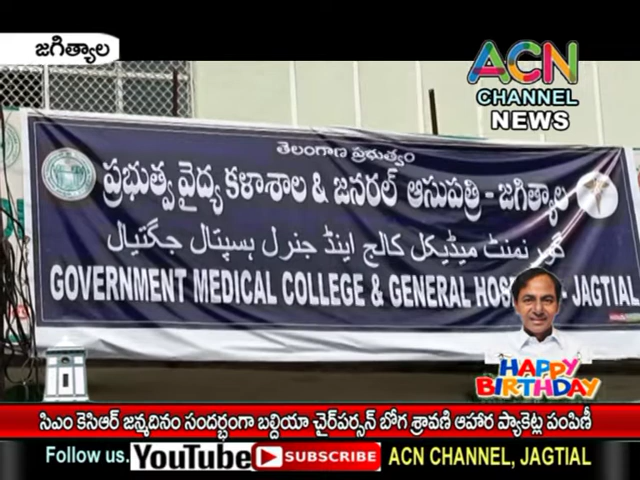 జగిత్యాల
ACN
CHANNEL
NEWS
తెలంగాణ ప్రభుత్వం
ప్రభుత్వ వైద్య కళాశాల & జనరల్ ఆసుపత్రి - జగిత్యాల
گورنمنٹ میڈیکل کالج اینڈ جنرل ہسپتال جگتیال
GOVERNMENT MEDICAL COLLEGE & GENERAL HOS - JAGTIAL
HAPPY
BIRTHDAY
సిఎం కెసిఆర్ జన్మదినం సందర్భంగా బల్దియా చైర్‌పర్సన్ బోగ శ్రావణి ఆహార ప్యాకెట్ల పంపిణీ
Follow us. YouTube SUBSCRIBE ACN CHANNEL, JAGTIAL